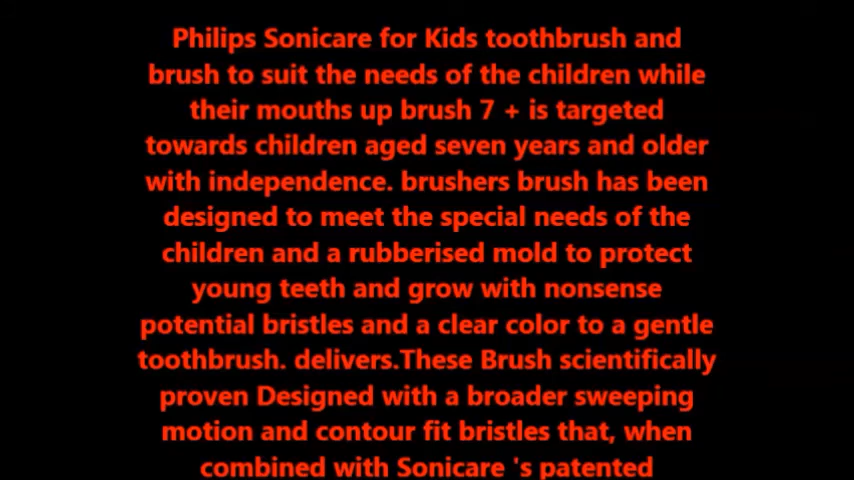 Philips Sonicare for Kids toothbrush and
brush to suit the needs of the children while
their mouths up brush 7 + is targeted
towards children aged seven years and older
with independence. brushers brush has been
designed to meet the special needs of the
children and a rubberised mold to protect
young teeth and grow with nonsense
potential bristles and a clear color to a gentle
toothbrush. delivers.These Brush scientifically
proven Designed with a broader sweeping
motion and contour fit bristles that, when
combined with Sonicare 's patented